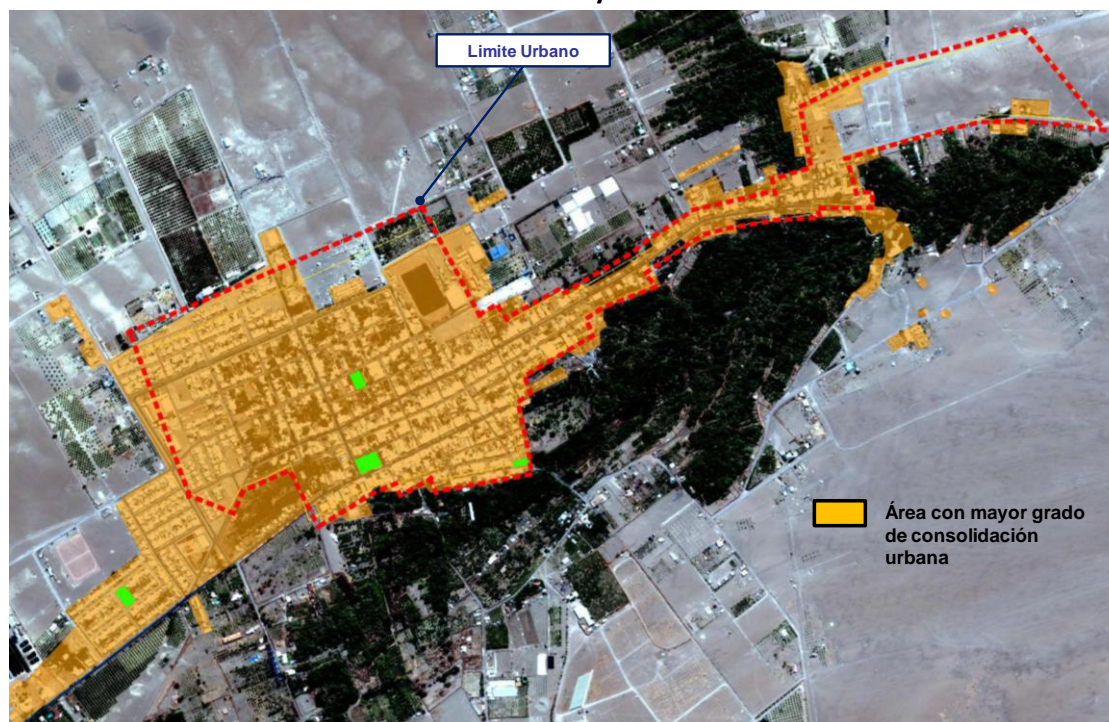 Limite Urbano
Área con mayor grado
de consolidación
urbana